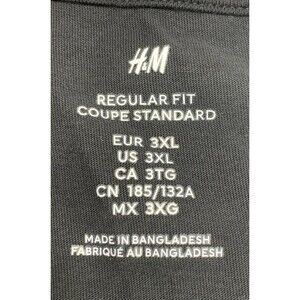 H&M
REGULAR FIT
COUPE STANDARD
EUR 3XL
US 3XL
CA 3TG
CN 185/132A
MX 3XG
MADE IN BANGLADESH
FABRIQUÉ AU BANGLADESH